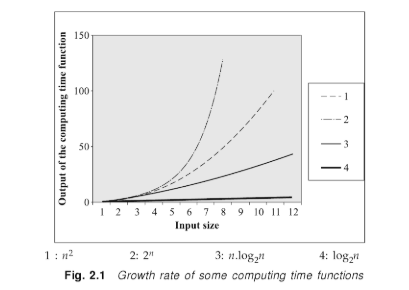 Output of the computing time function
150
100
50
0
1 2 3 4 5 6 7 8 9 10 11 12
Input size
1
2
3
4
1 : n² 2: 2ⁿ 3: n.log₂n 4: log₂n
Fig. 2.1 Growth rate of some computing time functions